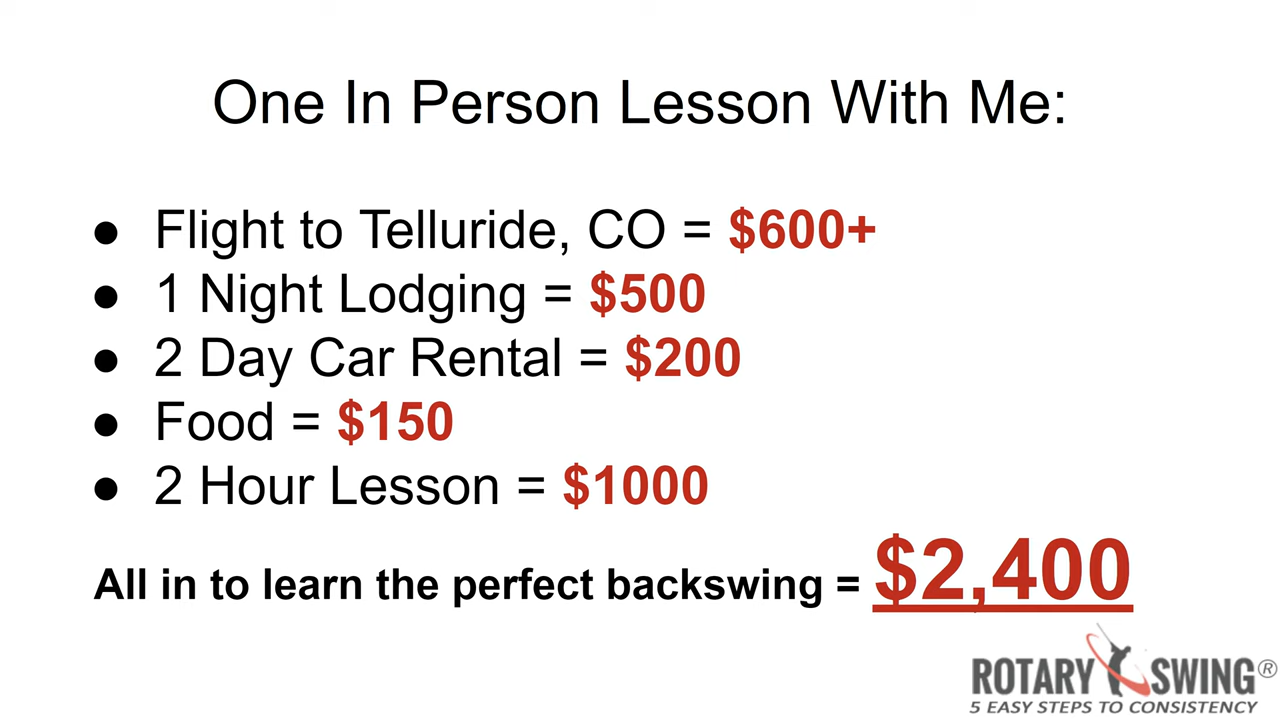 One In Person Lesson With Me:
● Flight to Telluride, CO = $600+
● 1 Night Lodging = $500
● 2 Day Car Rental = $200
● Food = $150
● 2 Hour Lesson = $1000
All in to learn the perfect backswing = $2,400
ROTARY SWING®
5 EASY STEPS TO CONSISTENCY